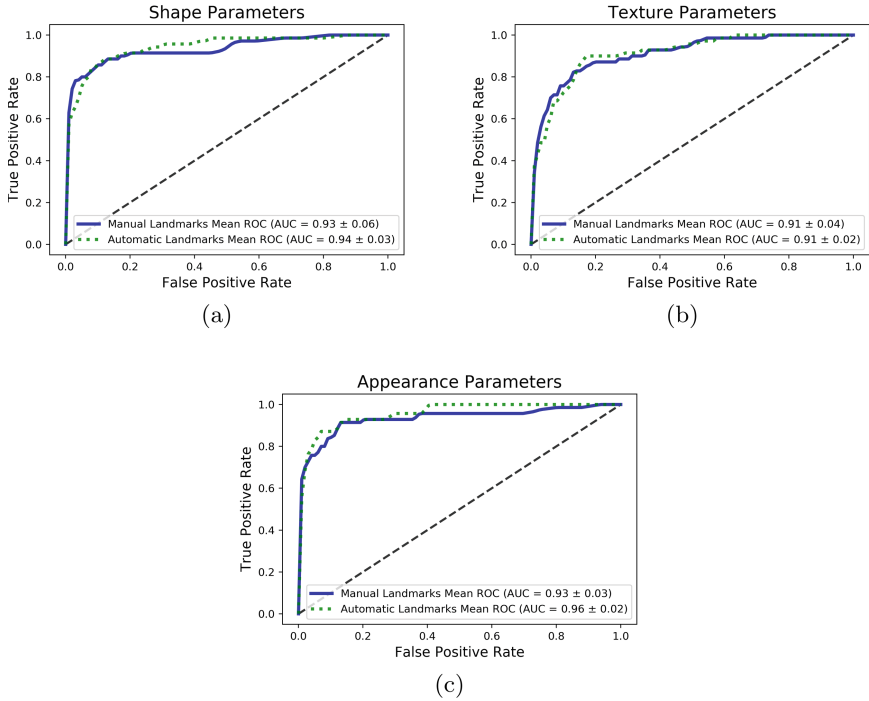 Shape Parameters
1.0
0.8
0.6
0.4
0.2
0.0
True Positive Rate
Manual Landmarks Mean ROC (AUC = 0.93 ± 0.06)
Automatic Landmarks Mean ROC (AUC = 0.94 ± 0.03)
0.0 0.2 0.4 0.6 0.8 1.0
False Positive Rate
(a)
Texture Parameters
1.0
0.8
0.6
0.4
0.2
0.0
True Positive Rate
Manual Landmarks Mean ROC (AUC = 0.91 ± 0.04)
Automatic Landmarks Mean ROC (AUC = 0.91 ± 0.02)
0.0 0.2 0.4 0.6 0.8 1.0
False Positive Rate
(b)
Appearance Parameters
1.0
0.8
0.6
0.4
0.2
0.0
True Positive Rate
Manual Landmarks Mean ROC (AUC = 0.93 ± 0.03)
Automatic Landmarks Mean ROC (AUC = 0.96 ± 0.02)
0.0 0.2 0.4 0.6 0.8 1.0
False Positive Rate
(c)